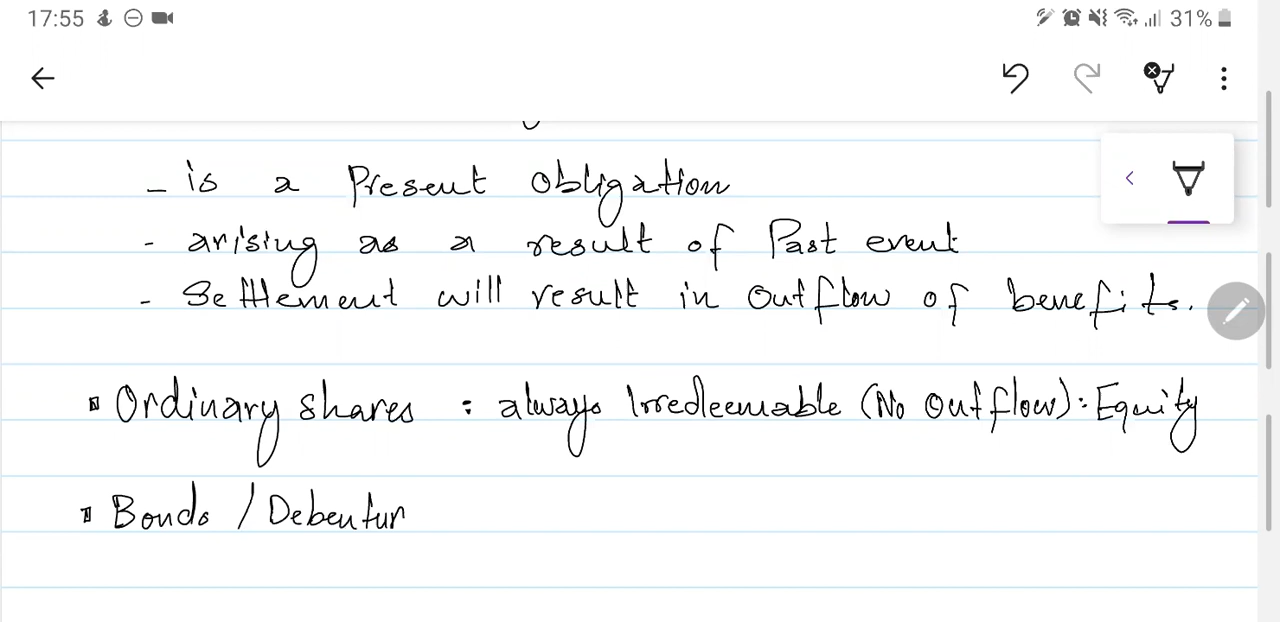 17:55 31%
- is a Present obligation
- arising as a result of Past event
- Settlement will result in Outflow of benefits.
Ordinary shares : always Irredeemable (No Outflow): Equity
Bonds / Debentur